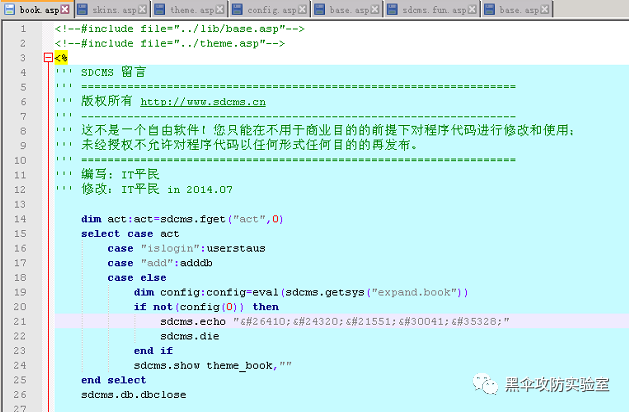 book.asp skins.asp theme.asp config.asp base.asp sdcms.fun.asp base.asp
1 <!--#include file="../lib/base.asp"-->
2 <!--#include file="../theme.asp"-->
3 <%
4 ''' SDCMS 留言
5 ''' =================================================================
6 ''' 版权所有 http://www.sdcms.cn
7 ''' -----------------------------------------------------------------
8 ''' 这不是一个自由软件！您只能在不用于商业目的的前提下对程序代码进行修改和使用；
9 ''' 未经授权不允许对程序代码以任何形式任何目的的再发布。
10 ''' =================================================================
11 ''' 编写：IT平民
12 ''' 修改：IT平民 in 2014.07
13
14 dim act:act=sdcms.fget("act",0)
15 select case act
16 case "islogin":userstaus
17 case "add":adddb
18 case else
19 dim config:config=eval(sdcms.getsys("expand.book"))
20 if not(config(0)) then
21 sdcms.echo "&#26410;&#24320;&#21551;&#30041;&#35328;"
22 sdcms.die
23 end if
24 sdcms.show theme_book,""
25 end select
26 sdcms.db.dbclose
27
黑伞攻防实验室